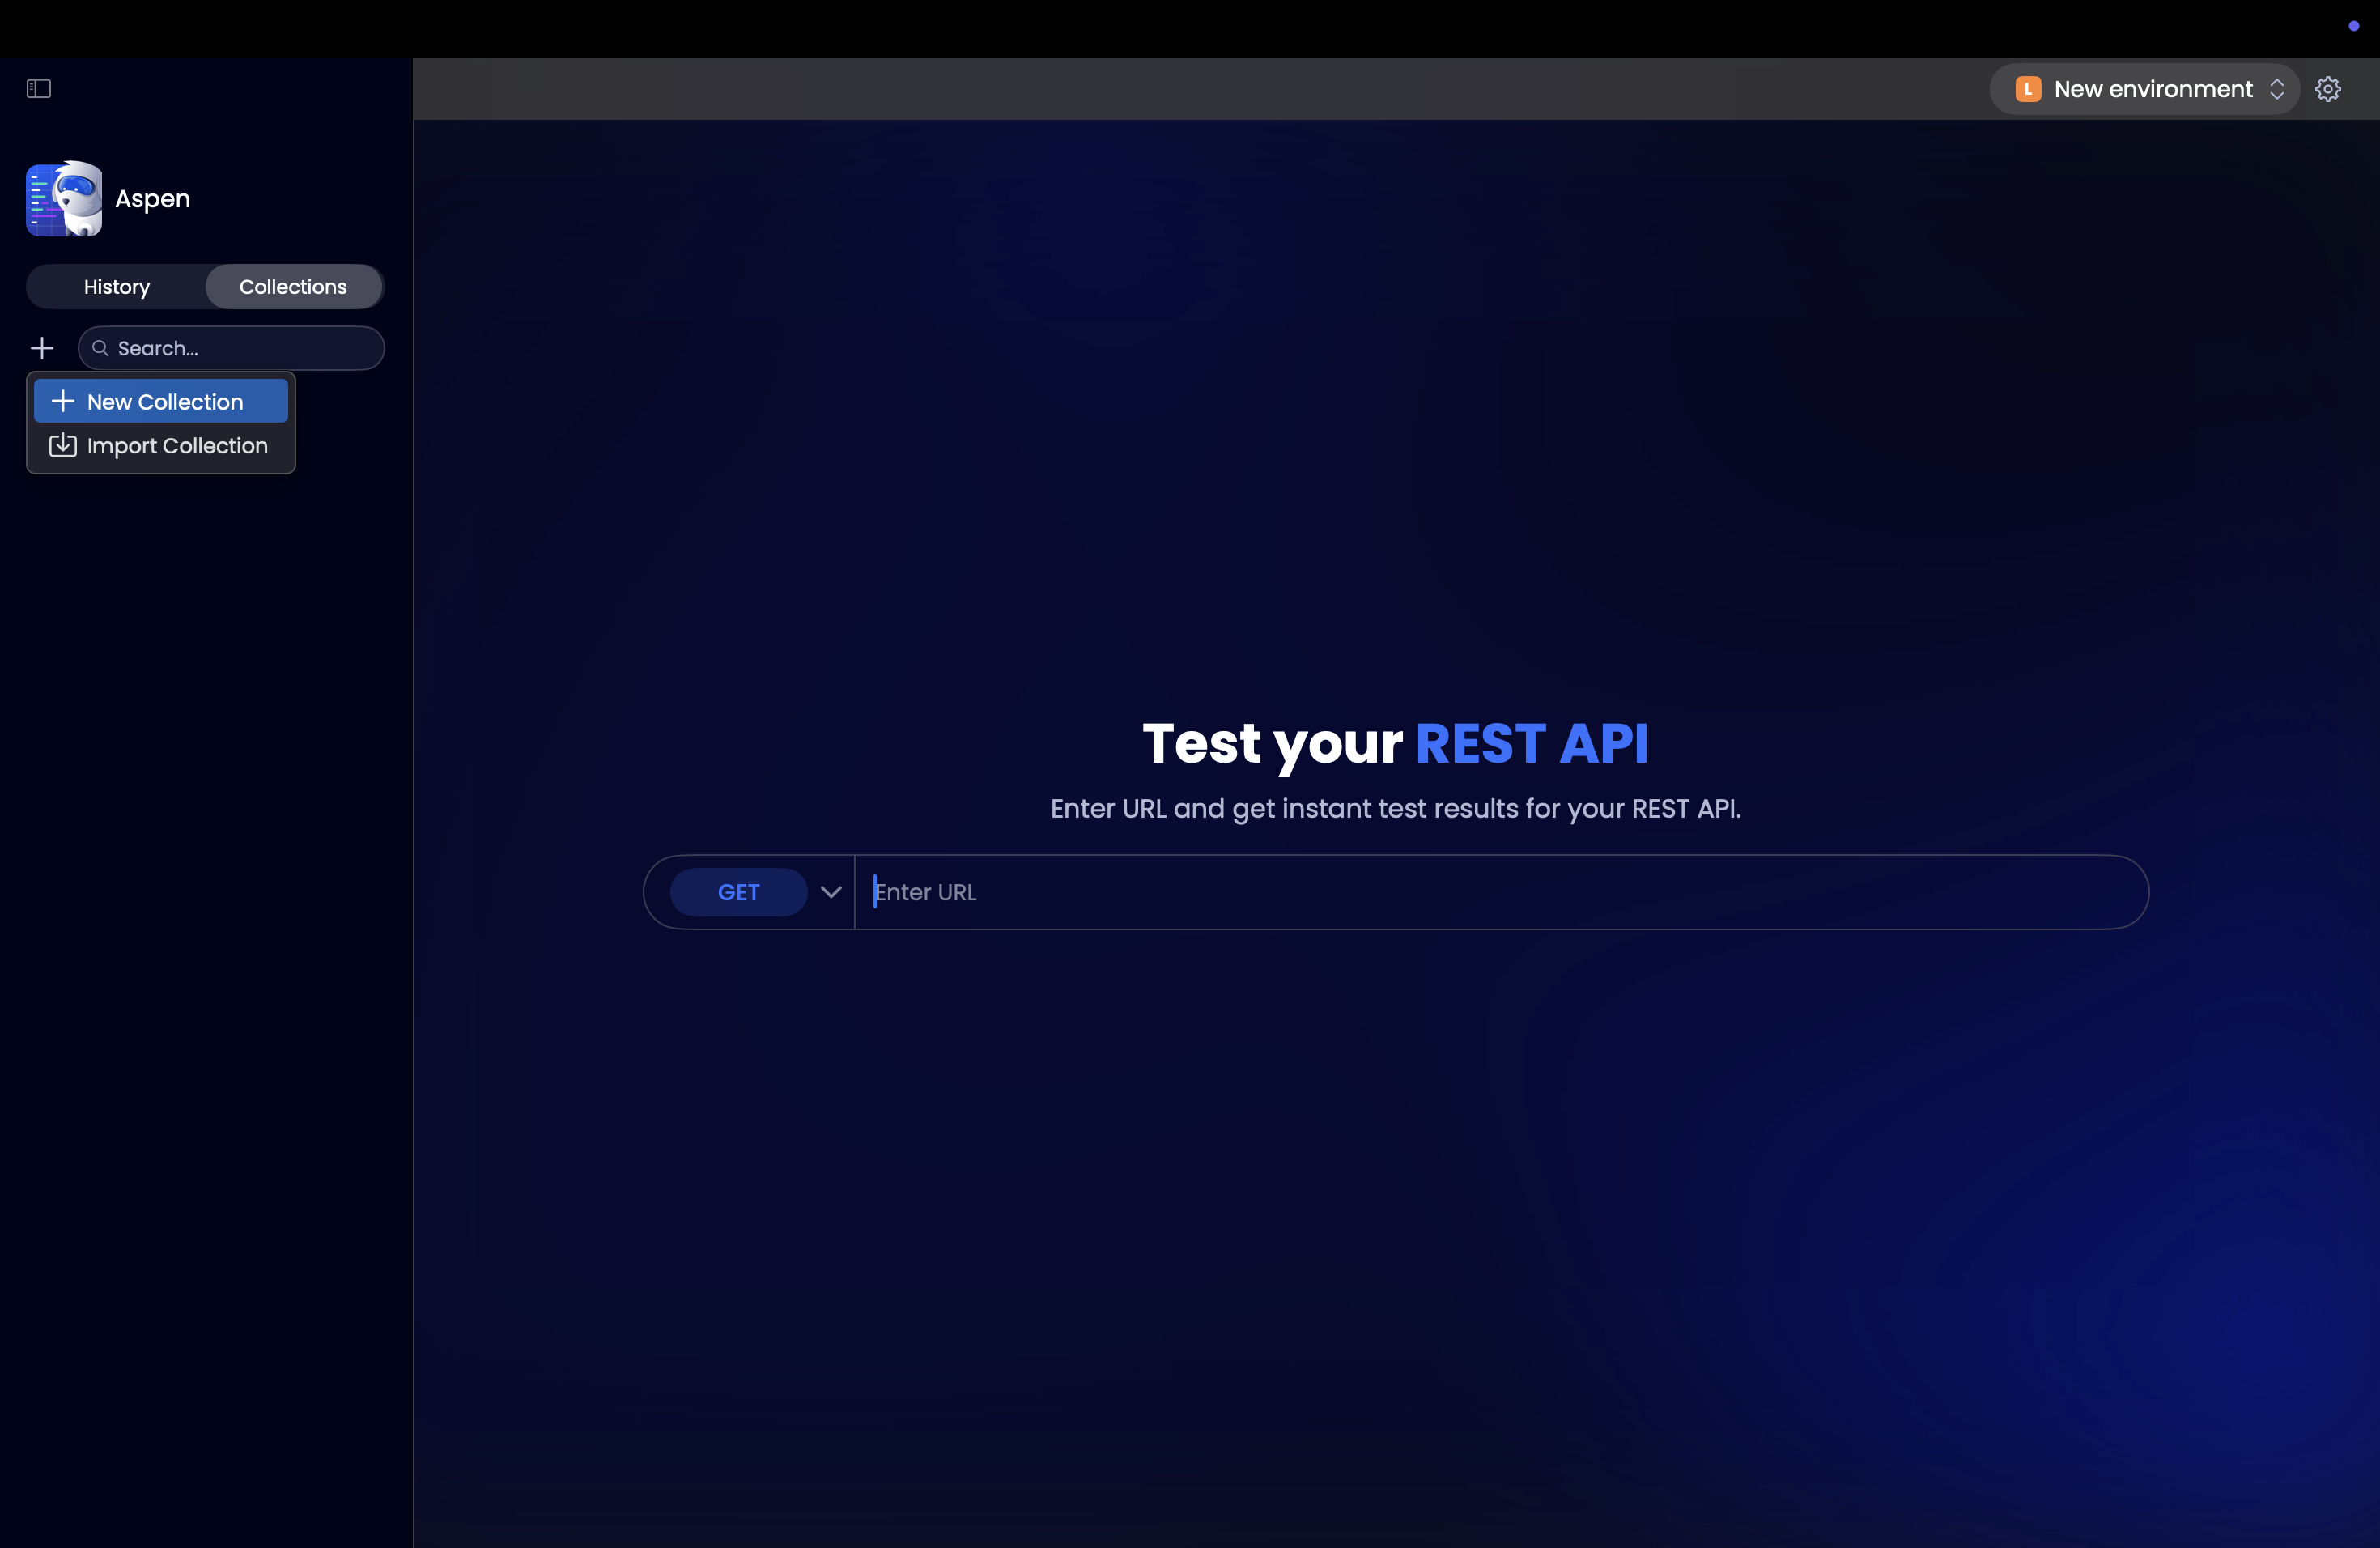 L New environment
Aspen
History Collections
Search...
New Collection
Import Collection
Test your REST API
Enter URL and get instant test results for your REST API.
GET Enter URL